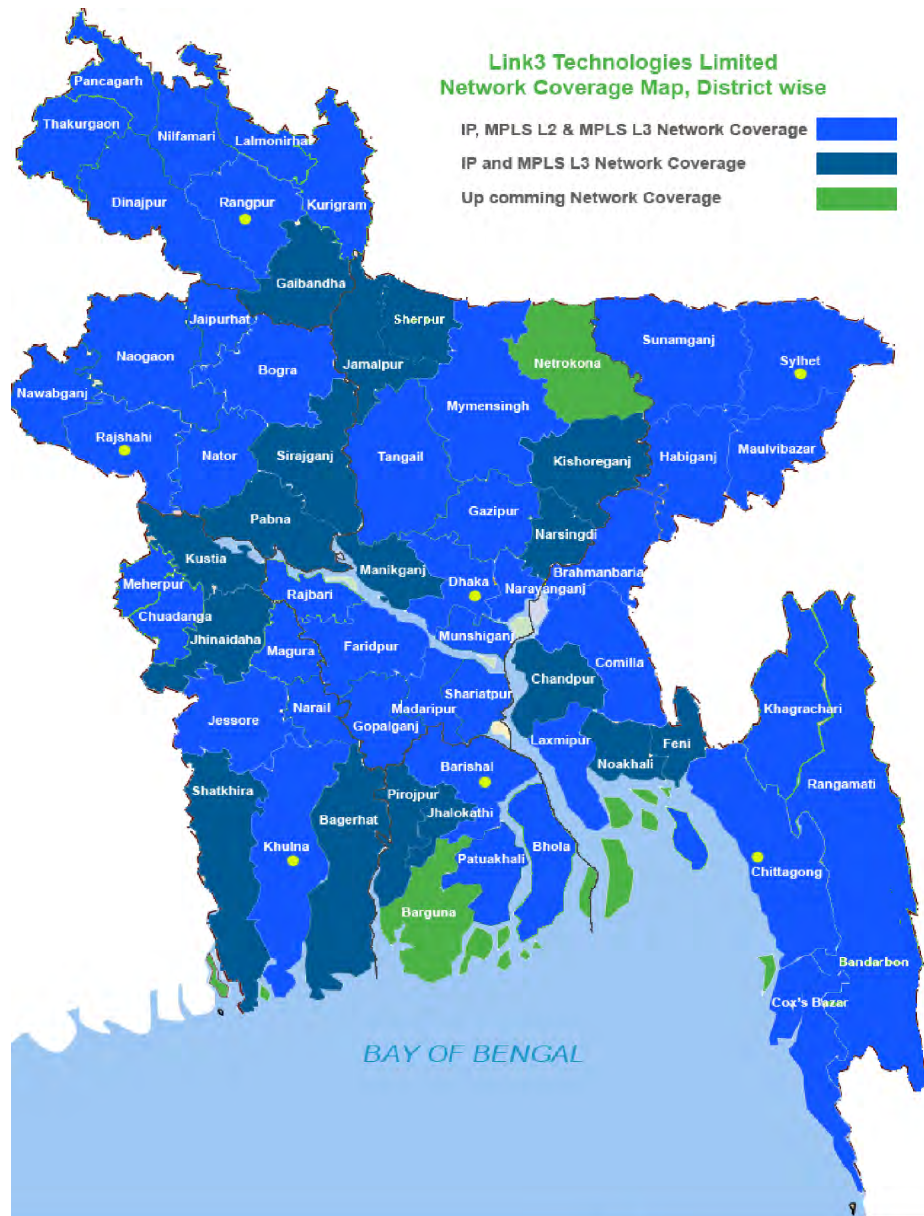 Link3 Technologies Limited
Network Coverage Map, District wise
IP, MPLS L2 & MPLS L3 Network Coverage
IP and MPLS L3 Network Coverage
Up comming Network Coverage
Pancagarh
Thakurgaon
Nilfamari
Lalmonirhat
Dinajpur
Rangpur
Kurigram
Gaibandha
Jaipurhat
Sherpur
Naogaon
Jamalpur
Bogra
Netrokona
Sunamganj
Sylhet
Nawabganj
Mymensingh
Rajshahi
Nator
Sirajganj
Tangail
Kishoreganj
Habiganj
Maulvibazar
Pabna
Gazipur
Narsingdi
Kustia
Manikganj
Dhaka
Narayanganj
Brahmanbaria
Meherpur
Rajbari
Chuadanga
Jhinaidaha
Magura
Faridpur
Munshiganj
Comilla
Chandpur
Khagrachari
Jessore
Narail
Gopalganj
Madaripur
Shariatpur
Laxmipur
Noakhali
Feni
Rangamati
Shatkhira
Bagerhat
Pirojpur
Barishal
Jhalokathi
Khulna
Patuakhali
Bhola
Chittagong
Barguna
Bandarbon
Cox's Bazar
BAY OF BENGAL